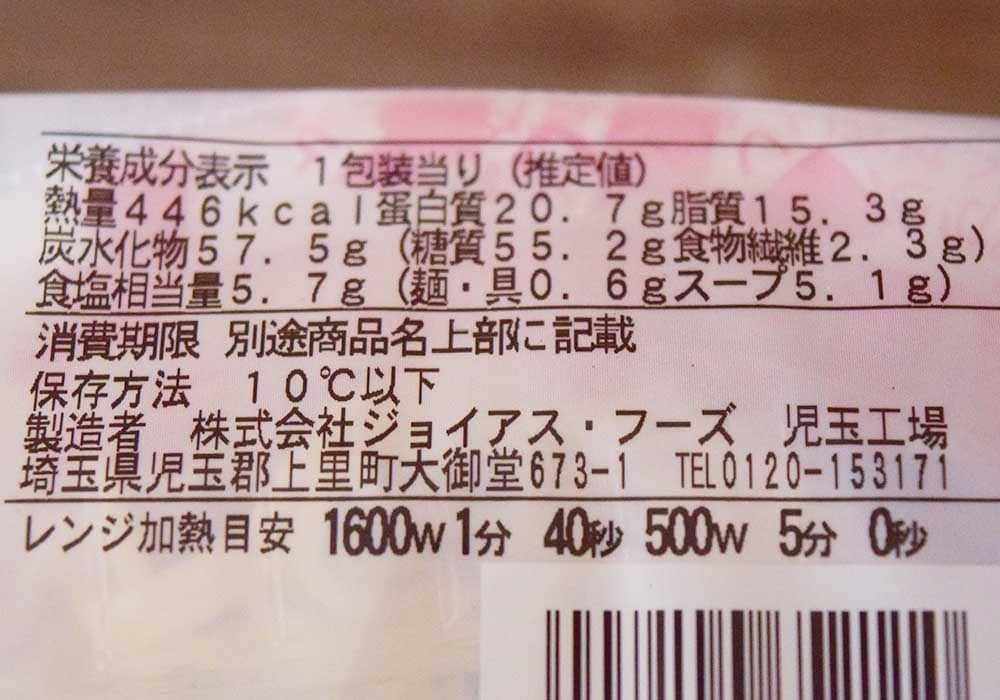 栄養成分表示 1包装当り (推定値)
熱量446kcal蛋白質20.7g脂質15.3g
炭水化物57.5g(糖質55.2g食物繊維2.3g)
食塩相当量5.7g(麺・具0.6gスープ5.1g)
消費期限 別途商品名上部に記載
保存方法 10℃以下
製造者 株式会社ジョイアス・フーズ 児玉工場
埼玉県児玉郡上里町大御堂673-1 TEL0120-153171
レンジ加熱目安 1600W 1分 40秒 500W 5分 0秒